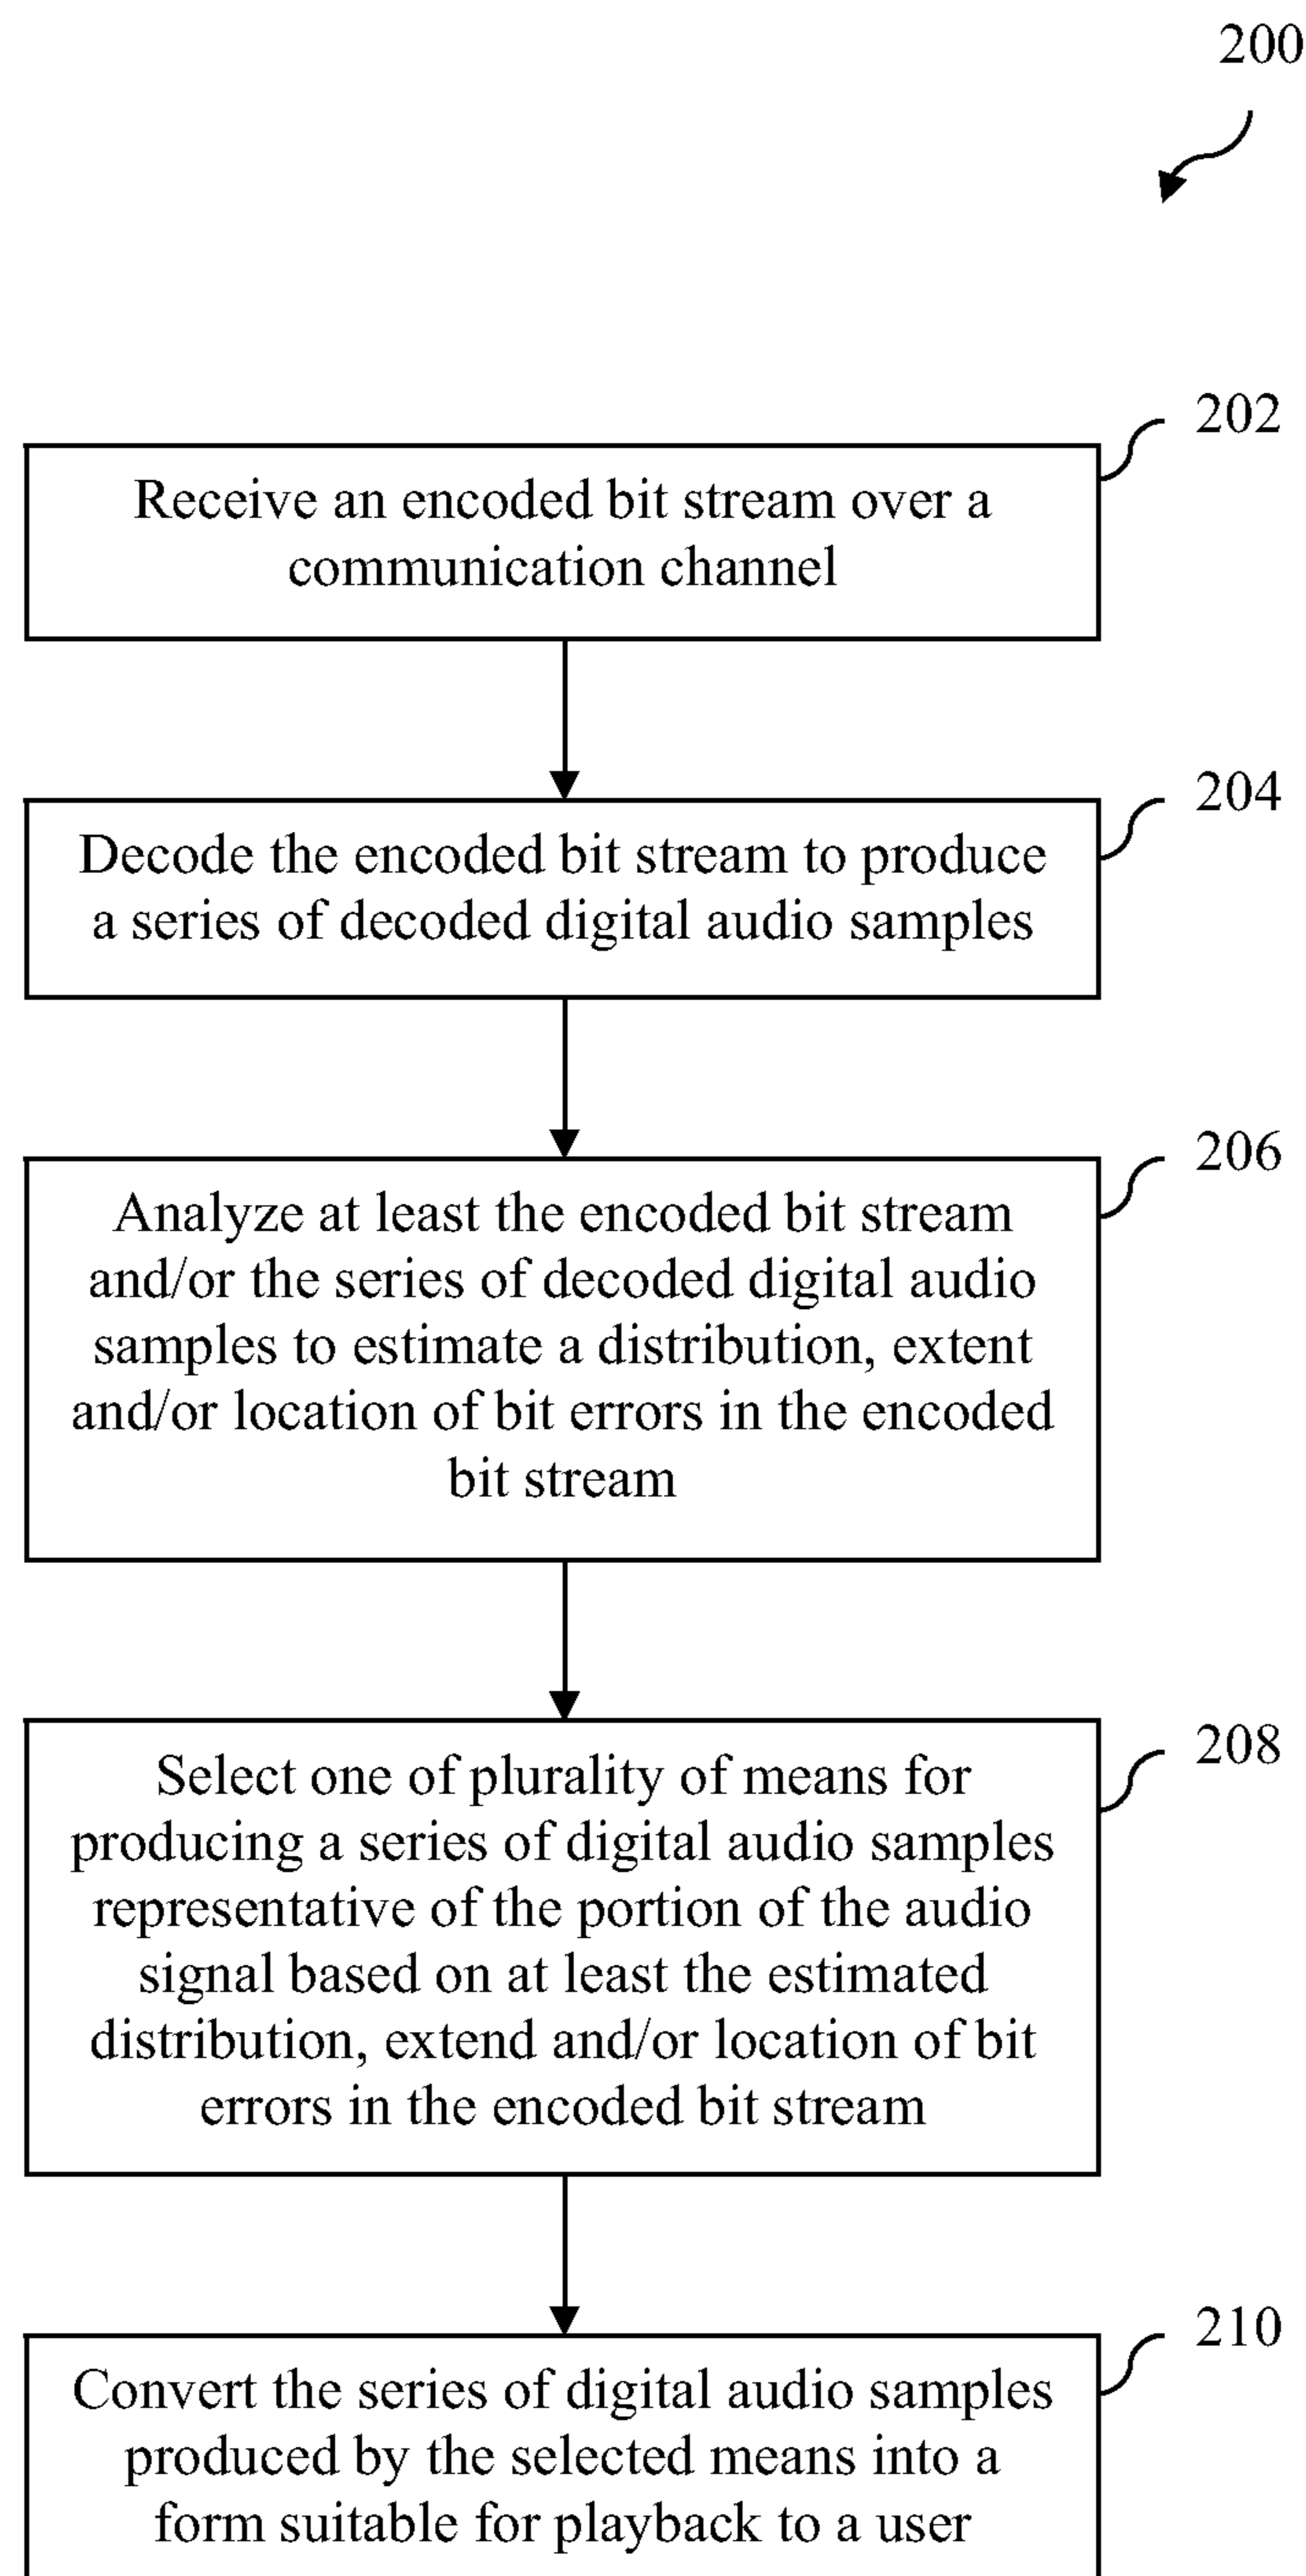 200
202
Receive an encoded bit stream over a
communication channel
204
Decode the encoded bit stream to produce
a series of decoded digital audio samples
206
Analyze at least the encoded bit stream
and/or the series of decoded digital audio
samples to estimate a distribution, extent
and/or location of bit errors in the encoded
bit stream
208
Select one of plurality of means for
producing a series of digital audio samples
representative of the portion of the audio
signal based on at least the estimated
distribution, extend and/or location of bit
errors in the encoded bit stream
210
Convert the series of digital audio samples
produced by the selected means into a
form suitable for playback to a user